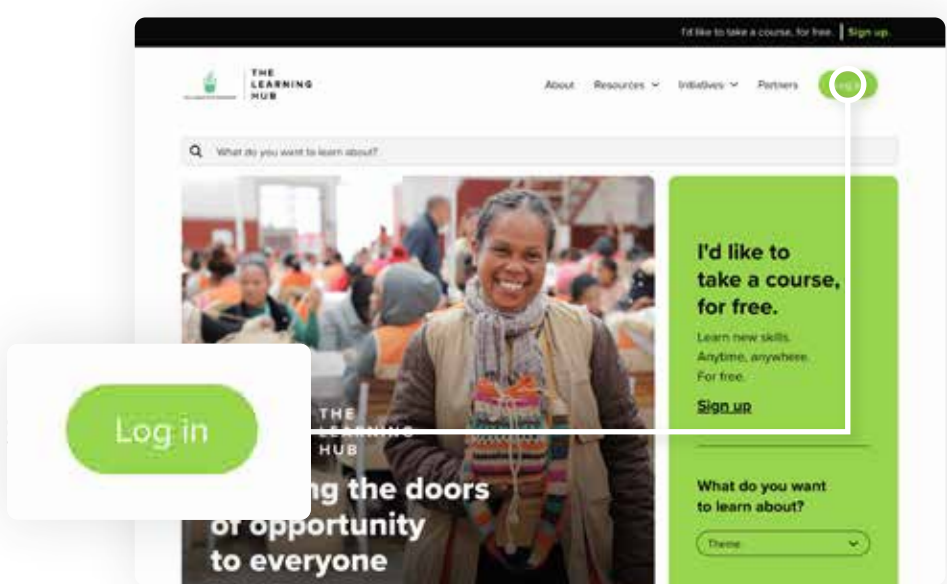 I'd like to take a course, for free. Sign up.
THE
LEARNING
HUB
About Resources Initiatives Partners Log in
What do you want to learn about?
I'd like to
take a course,
for free.
Learn new skills.
Anytime, anywhere.
For free.
Sign up
Log in
THE
LEARNING
HUB
the doors
of opportunity
to everyone
What do you want
to learn about?
Theme